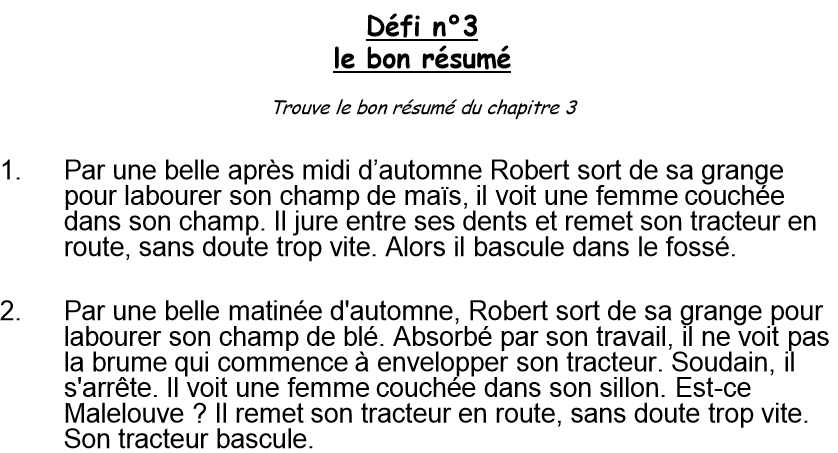 Défi n°3
le bon résumé
Trouve le bon résumé du chapitre 3
1. Par une belle après midi d’automne Robert sort de sa grange
pour labourer son champ de maïs, il voit une femme couchée
dans son champ. Il jure entre ses dents et remet son tracteur en
route, sans doute trop vite. Alors il bascule dans le fossé.
2. Par une belle matinée d'automne, Robert sort de sa grange pour
labourer son champ de blé. Absorbé par son travail, il ne voit pas
la brume qui commence à envelopper son tracteur. Soudain, il
s'arrête. Il voit une femme couchée dans son sillon. Est-ce
Malelouve ? Il remet son tracteur en route, sans doute trop vite.
Son tracteur bascule.